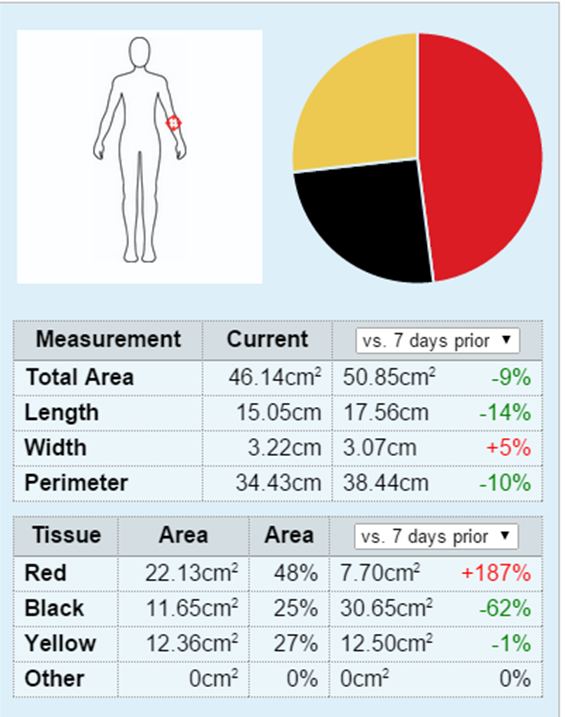 Measurement Current vs. 7 days prior ▼
Total Area 46.14cm² 50.85cm² -9%
Length 15.05cm 17.56cm -14%
Width 3.22cm 3.07cm +5%
Perimeter 34.43cm 38.44cm -10%
Tissue Area Area vs. 7 days prior ▼
Red 22.13cm² 48% 7.70cm² +187%
Black 11.65cm² 25% 30.65cm² -62%
Yellow 12.36cm² 27% 12.50cm² -1%
Other 0cm² 0% 0cm² 0%